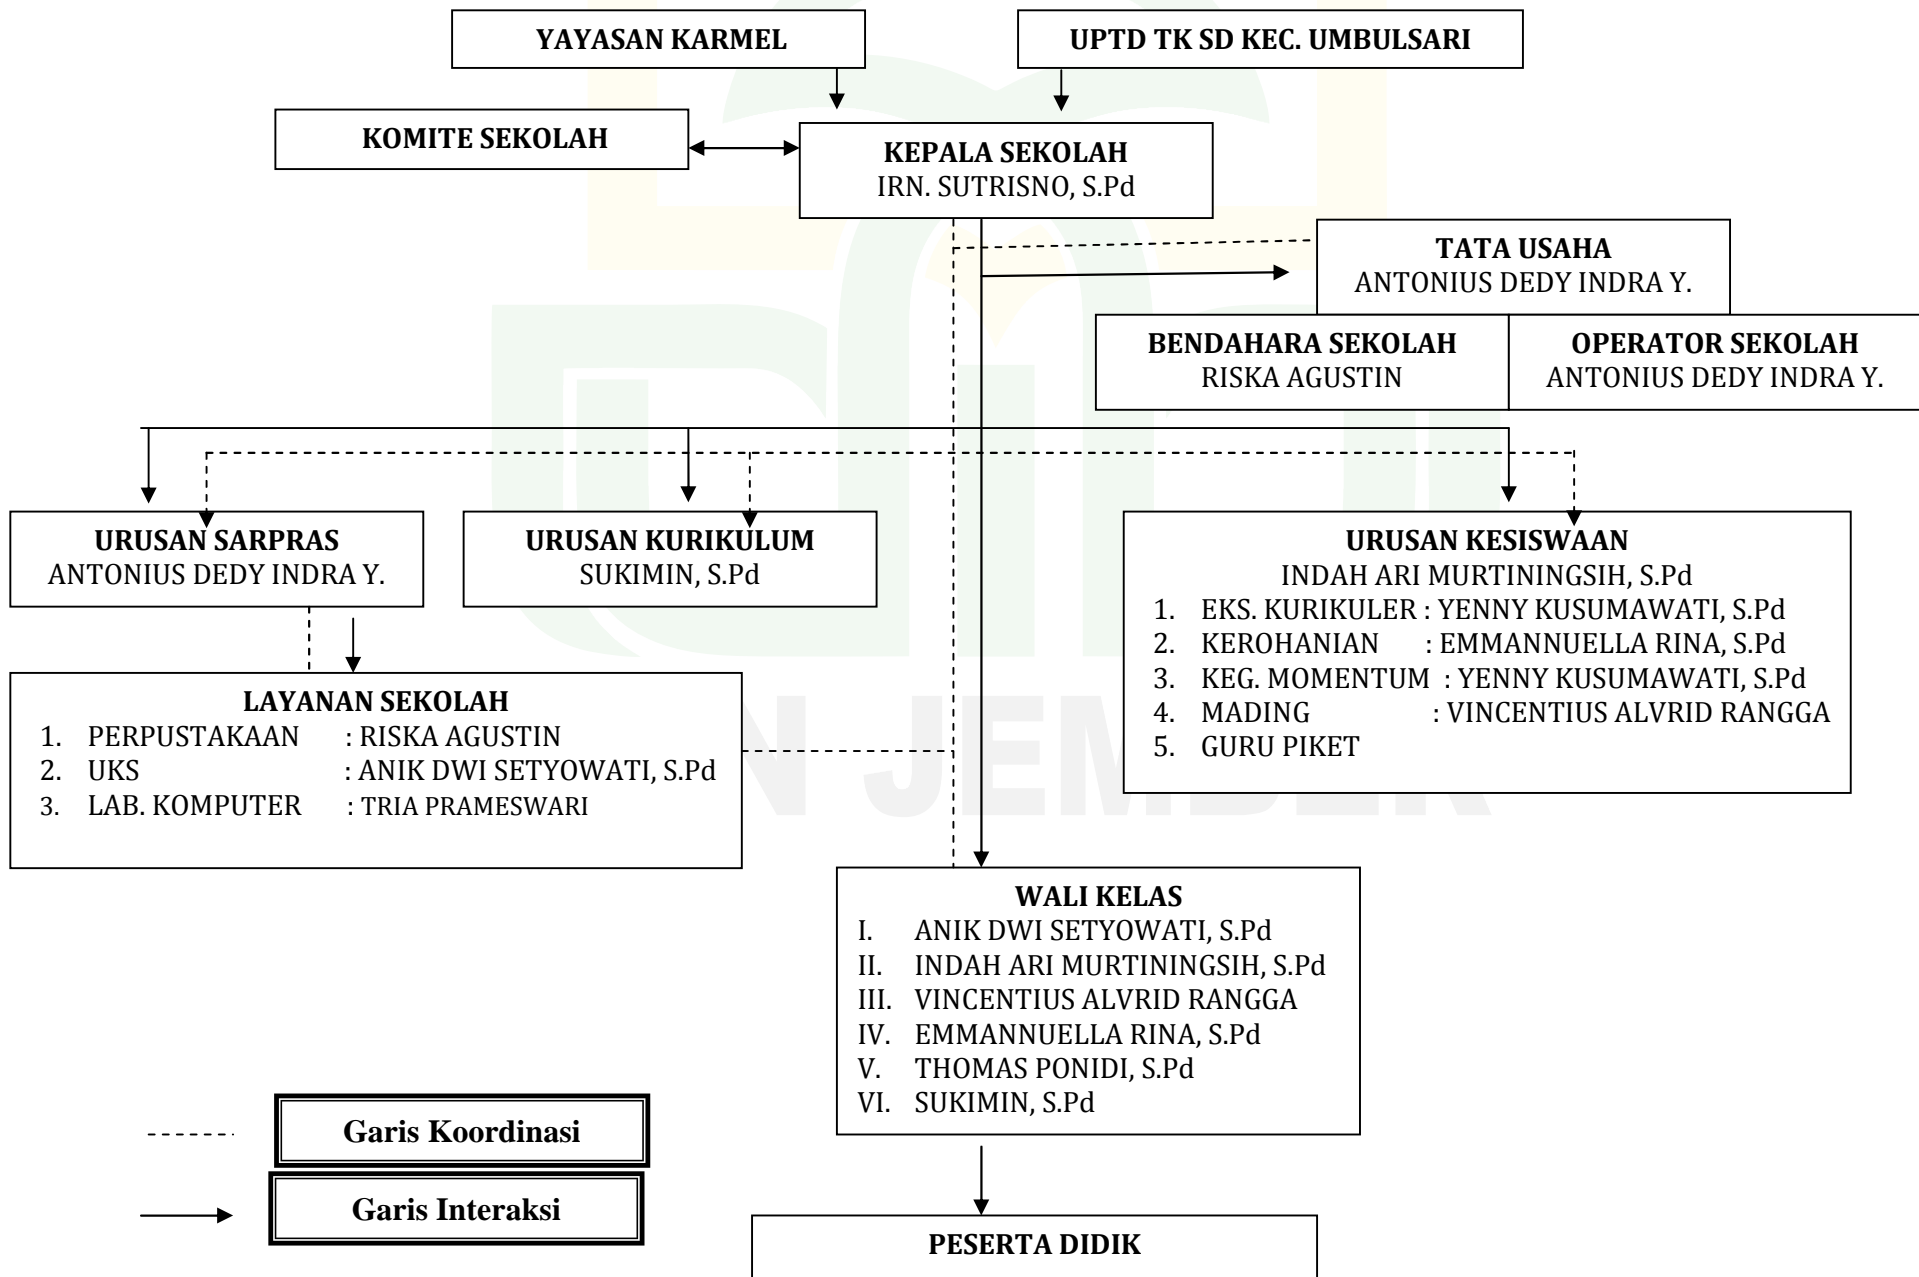 YAYASAN KARMEL
UPTD TK SD KEC. UMBULSARI
KOMITE SEKOLAH
KEPALA SEKOLAH
IRN. SUTRISNO, S.Pd
TATA USAHA
ANTONIUS DEDY INDRA Y.
BENDAHARA SEKOLAH
RISKA AGUSTIN
OPERATOR SEKOLAH
ANTONIUS DEDY INDRA Y.
URUSAN SARPRAS
ANTONIUS DEDY INDRA Y.
URUSAN KURIKULUM
SUKIMIN, S.Pd
URUSAN KESISWAAN
INDAH ARI MURTININGSIH, S.Pd
1. EKS. KURIKULER : YENNY KUSUMAWATI, S.Pd
2. KEROHANIAN : EMMANNUELLA RINA, S.Pd
3. KEG. MOMENTUM : YENNY KUSUMAWATI, S.Pd
4. MADING : VINCENTIUS ALVRID RANGGA
5. GURU PIKET
LAYANAN SEKOLAH
1. PERPUSTAKAAN : RISKA AGUSTIN
2. UKS : ANIK DWI SETYOWATI, S.Pd
3. LAB. KOMPUTER : TRIA PRAMESWARI
WALI KELAS
I. ANIK DWI SETYOWATI, S.Pd
II. INDAH ARI MURTININGSIH, S.Pd
III. VINCENTIUS ALVRID RANGGA
IV. EMMANNUELLA RINA, S.Pd
V. THOMAS PONIDI, S.Pd
VI. SUKIMIN, S.Pd
Garis Koordinasi
Garis Interaksi
PESERTA DIDIK